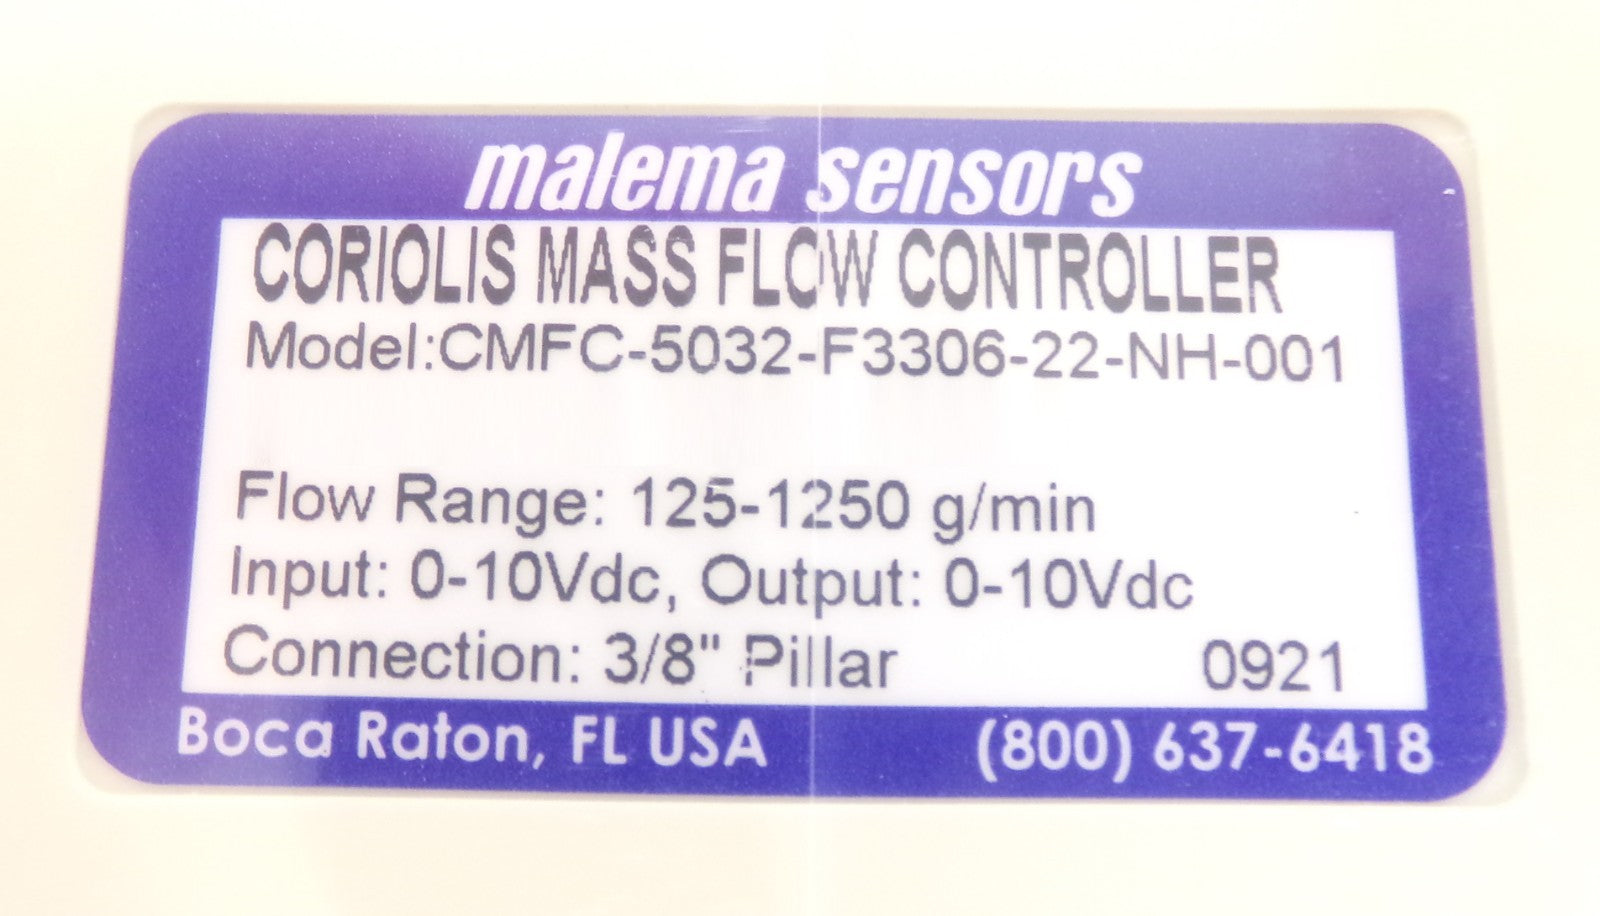 malema sensors
CORIOLIS MASS FLOW CONTROLLER
Model:CMFC-5032-F3306-22-NH-001
Flow Range: 125-1250 g/min
Input: 0-10Vdc, Output: 0-10Vdc
Connection: 3/8" Pillar 0921
Boca Raton, FL USA (800) 637-6418